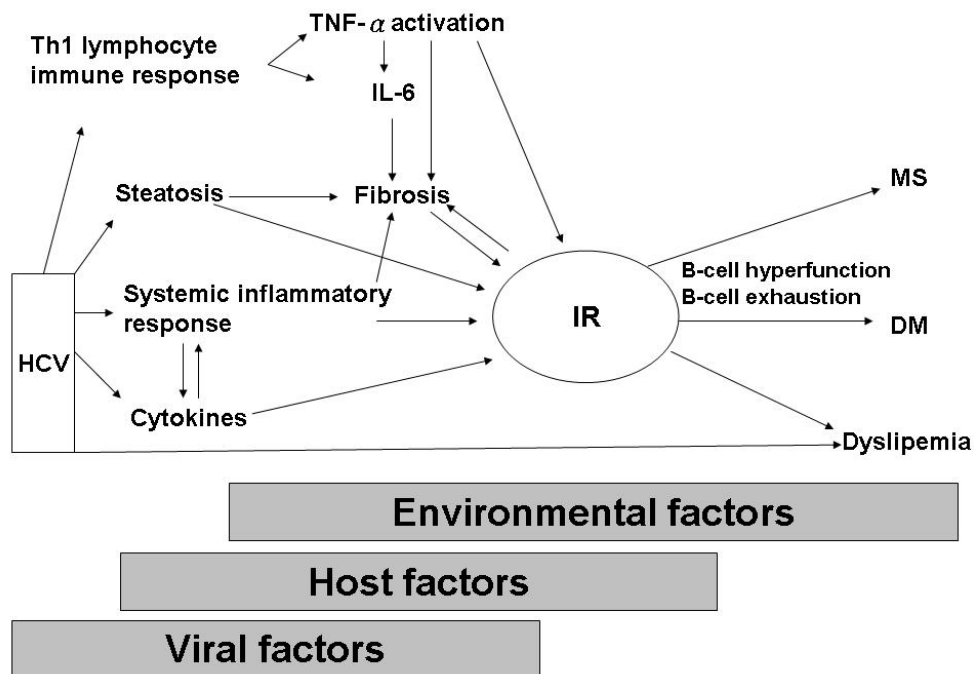 TNF-α activation
Th1 lymphocyte
immune response
IL-6
Steatosis
Fibrosis
MS
B-cell hyperfunction
B-cell exhaustion
Systemic inflammatory
response
IR
DM
HCV
Cytokines
Dyslipemia
Environmental factors
Host factors
Viral factors